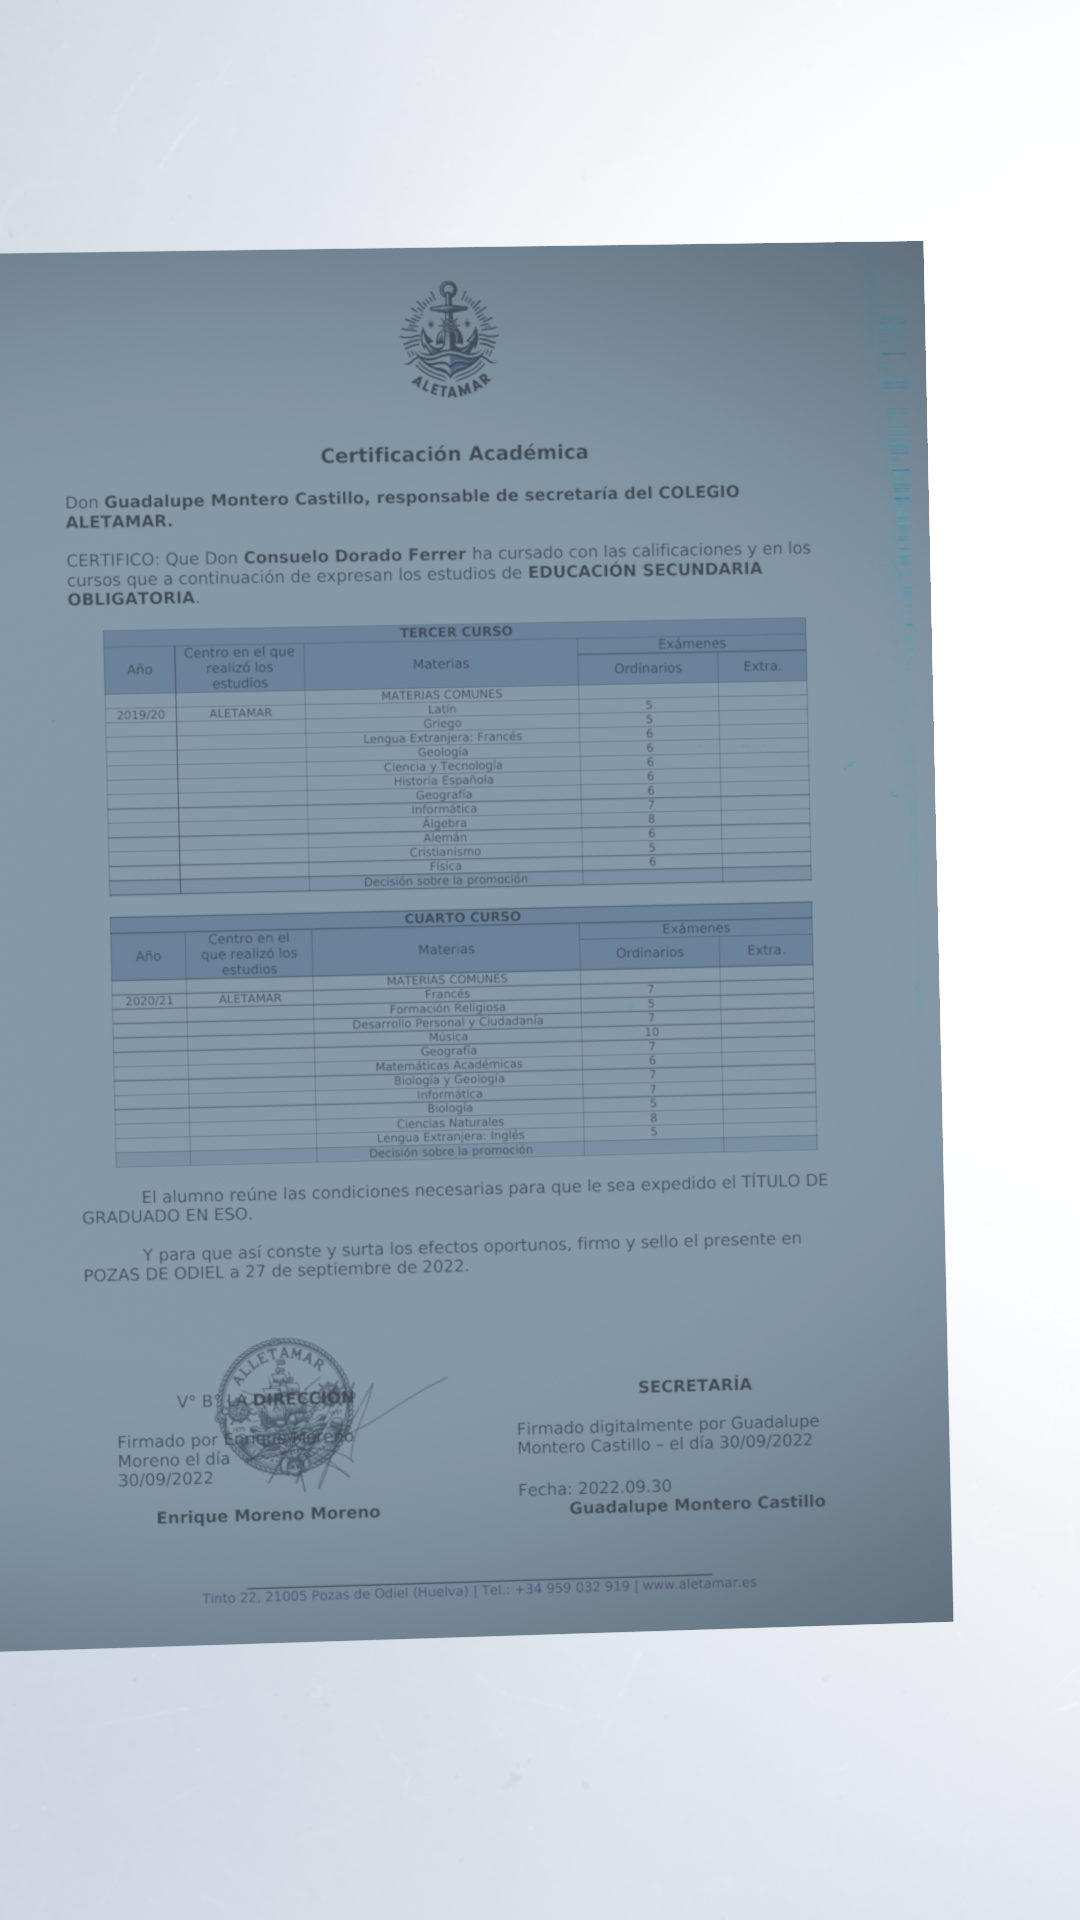 ALETAMAR
Certificación Académica
Don Guadalupe Montero Castillo, responsable de secretaría del COLEGIO
ALETAMAR.
CERTIFICO: Que Don Consuelo Dorado Ferrer ha cursado con las calificaciones y en los
cursos que a continuación de expresan los estudios de EDUCACIÓN SECUNDARIA
OBLIGATORIA.
TERCER CURSO
Año Centro en el que realizó los estudios Materias Exámenes
Ordinarios Extra.
MATERIAS COMUNES
2019/20 ALETAMAR Latín 5
Griego 5
Lengua Extranjera: Francés 6
Geología 6
Ciencia y Tecnología 6
Historia Española 6
Geografía 6
Informática 7
Álgebra 8
Alemán 6
Cristianismo 5
Física 6
Decisión sobre la promoción
CUARTO CURSO
Año Centro en el que realizó los estudios Materias Exámenes
Ordinarios Extra.
MATERIAS COMUNES
2020/21 ALETAMAR Francés 7
Formación Religiosa 5
Desarrollo Personal y Ciudadanía 7
Música 10
Geografía 7
Matemáticas Académicas 6
Biología y Geología 7
Informática 7
Biología 5
Ciencias Naturales 8
Lengua Extranjera: Inglés 5
Decisión sobre la promoción
El alumno reúne las condiciones necesarias para que le sea expedido el TÍTULO DE
GRADUADO EN ESO.
Y para que así conste y surta los efectos oportunos, firmo y sello el presente en
POZAS DE ODIEL a 27 de septiembre de 2022.
ALLETAMAR
V° B° LA DIRECCIÓN
Firmado por Enrique Moreno
Moreno el día
30/09/2022
Enrique Moreno Moreno
SECRETARÍA
Firmado digitalmente por Guadalupe
Montero Castillo – el día 30/09/2022
Fecha: 2022.09.30
Guadalupe Montero Castillo
Tinto 22, 21005 Pozas de Odiel (Huelva) | Tel.: +34 959 032 919 | www.aletamar.es